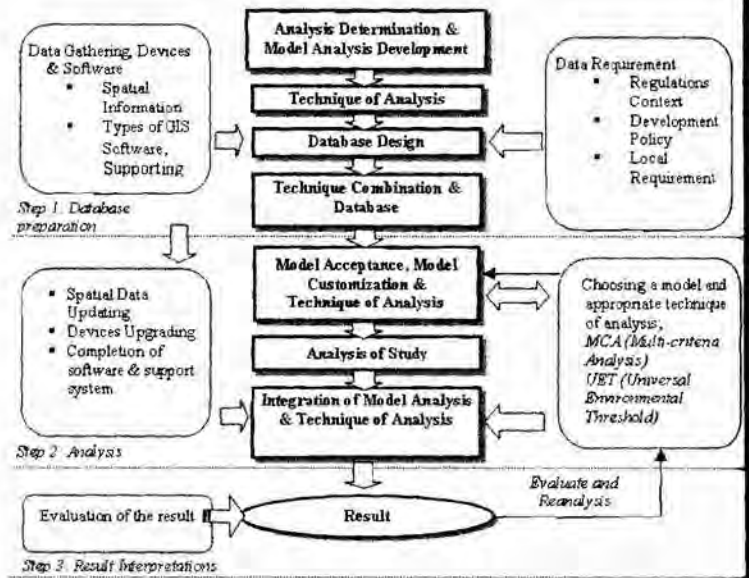 Analysis Determination &
Model Analysis Development
Data Gathering, Devices
& Software
▪ Spatial
Information
▪ Types of GIS
Software,
Supporting
Step 1. Database
preparation
Technique of Analysis
Database Design
Technique Combination &
Database
Data Requirement
▪ Regulations
Context
▪ Development
Policy
▪ Local
Requirement
▪ Spatial Data
Updating
▪ Devices Upgrading
▪ Completion of
software & support
system
Step 2. Analysis
Model Acceptance, Model
Customization &
Technique of Analysis
Analysis of Study
Integration of Model Analysis
& Technique of Analysis
Choosing a model and
appropriate technique
of analysis;
MCA (Multi-criteria
Analysis)
UET (Universal
Environmental
Threshold)
Evaluate and
Reanalysis
Evaluation of the result
Result
Step 3. Result Interpretations